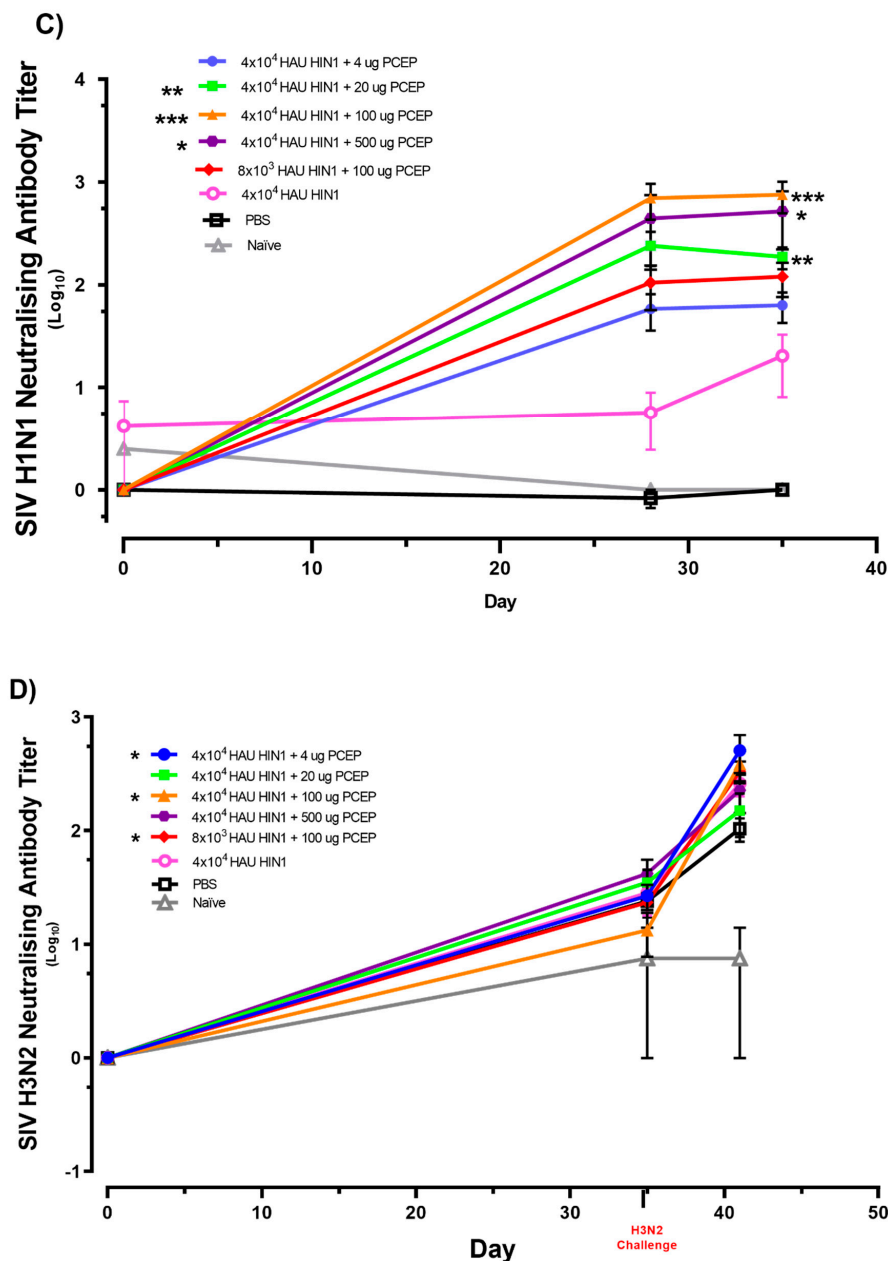 C)
4x10⁴ HAU HIN1 + 4 ug PCEP
** 4x10⁴ HAU HIN1 + 20 ug PCEP
*** 4x10⁴ HAU HIN1 + 100 ug PCEP
* 4x10⁴ HAU HIN1 + 500 ug PCEP
8x10³ HAU HIN1 + 100 ug PCEP
4x10⁴ HAU HIN1
PBS
Naïve
SIV H1N1 Neutralising Antibody Titer
(Log₁₀)
4
3
2
1
0
***
*
**
0 10 20 30 40
Day
D)
* 4x10⁴ HAU HIN1 + 4 ug PCEP
4x10⁴ HAU HIN1 + 20 ug PCEP
* 4x10⁴ HAU HIN1 + 100 ug PCEP
4x10⁴ HAU HIN1 + 500 ug PCEP
* 8x10³ HAU HIN1 + 100 ug PCEP
4x10⁴ HAU HIN1
PBS
Naïve
SIV H3N2 Neutralising Antibody Titer
(Log₁₀)
3
2
1
0
-1
0 10 20 30 40 50
H3N2
Challenge
Day